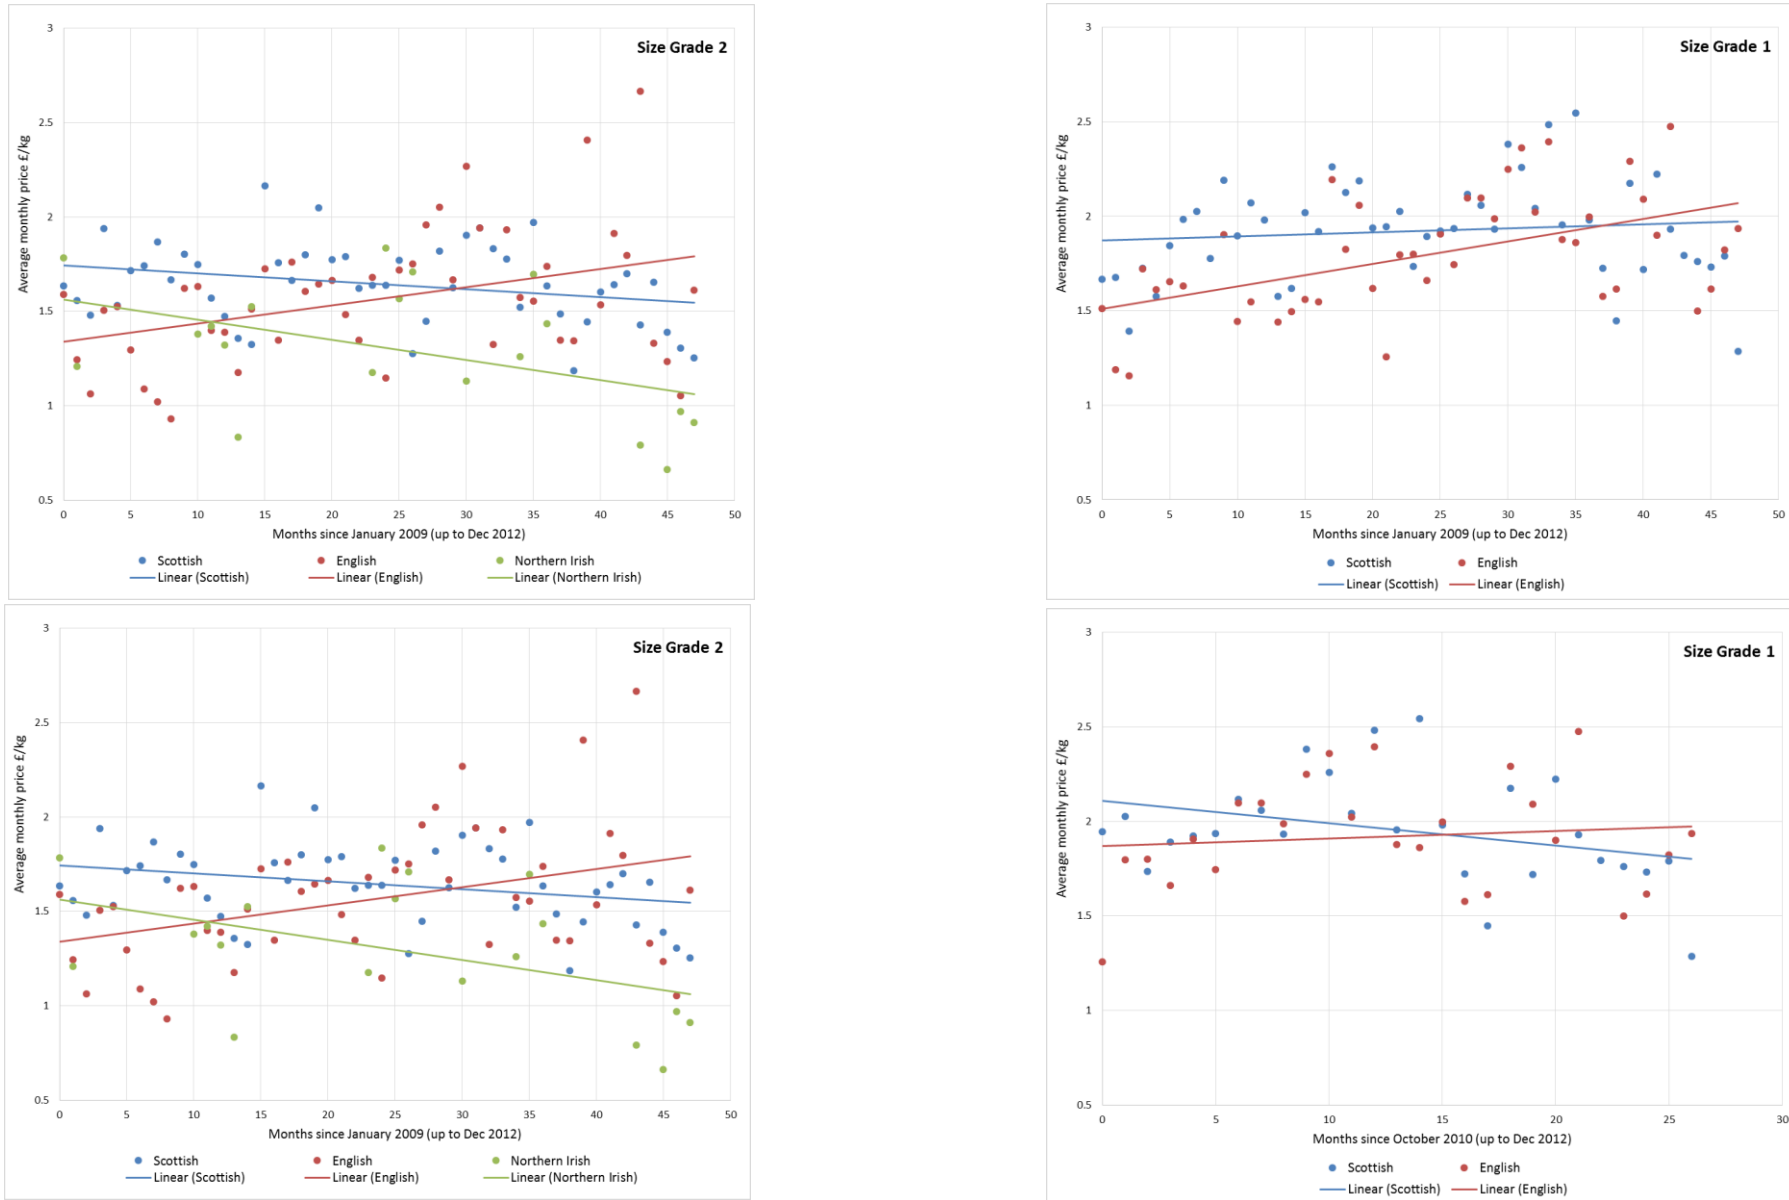 Size Grade 2
Average monthly price £/kg
3
2.5
2
1.5
1
0.5
0 5 10 15 20 25 30 35 40 45 50
Months since January 2009 (up to Dec 2012)
Scottish English Northern Irish
Linear (Scottish) Linear (English) Linear (Northern Irish)
Size Grade 1
Average monthly price £/kg
3
2.5
2
1.5
1
0.5
0 5 10 15 20 25 30 35 40 45 50
Months since January 2009 (up to Dec 2012)
Scottish English
Linear (Scottish) Linear (English)
Size Grade 2
Average monthly price £/kg
3
2.5
2
1.5
1
0.5
0 5 10 15 20 25 30 35 40 45 50
Months since January 2009 (up to Dec 2012)
Scottish English Northern Irish
Linear (Scottish) Linear (English) Linear (Northern Irish)
Size Grade 1
Average monthly price £/kg
3
2.5
2
1.5
1
0.5
0 5 10 15 20 25 30
Months since October 2010 (up to Dec 2012)
Scottish English
Linear (Scottish) Linear (English)